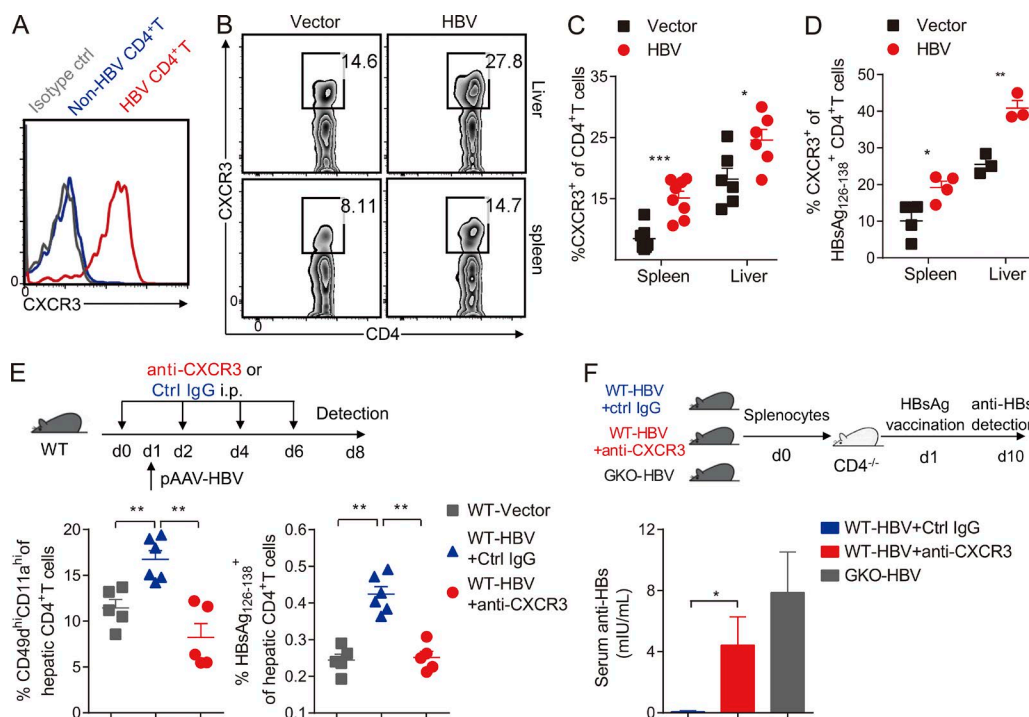 A
Isotype ctrl
Non-HBV CD4+T
HBV CD4+T
0
0
CXCR3
B
Vector
HBV
14.6
27.8
Liver
8.11
14.7
spleen
CXCR3
0
0
CD4
C
Vector
HBV
%CXCR3+ of CD4+T cells
35
25
15
***
*
Spleen
Liver
D
Vector
HBV
% CXCR3+ of
HBsAg126-138+ CD4+T cells
50
40
30
20
10
0
*
**
Spleen
Liver
E
anti-CXCR3 or
Ctrl IgG i.p.
Detection
WT
d0
d1
d2
d4
d6
d8
pAAV-HBV
% CD49dhiCD11ahi of
hepatic CD4+T cells
20
15
10
5
0
**
**
% HBsAg126-138+
of hepatic CD4+T cells
0.6
0.5
0.4
0.3
0.2
0.1
**
**
WT-Vector
WT-HBV
+Ctrl IgG
WT-HBV
+anti-CXCR3
F
WT-HBV
+ctrl IgG
WT-HBV
+anti-CXCR3
GKO-HBV
Splenocytes
d0
CD4-/-
HBsAg
vaccination
d1
anti-HBs
detection
d10
Serum anti-HBs
(mIU/mL)
12
8
4
0
*
WT-HBV+Ctrl IgG
WT-HBV+anti-CXCR3
GKO-HBV